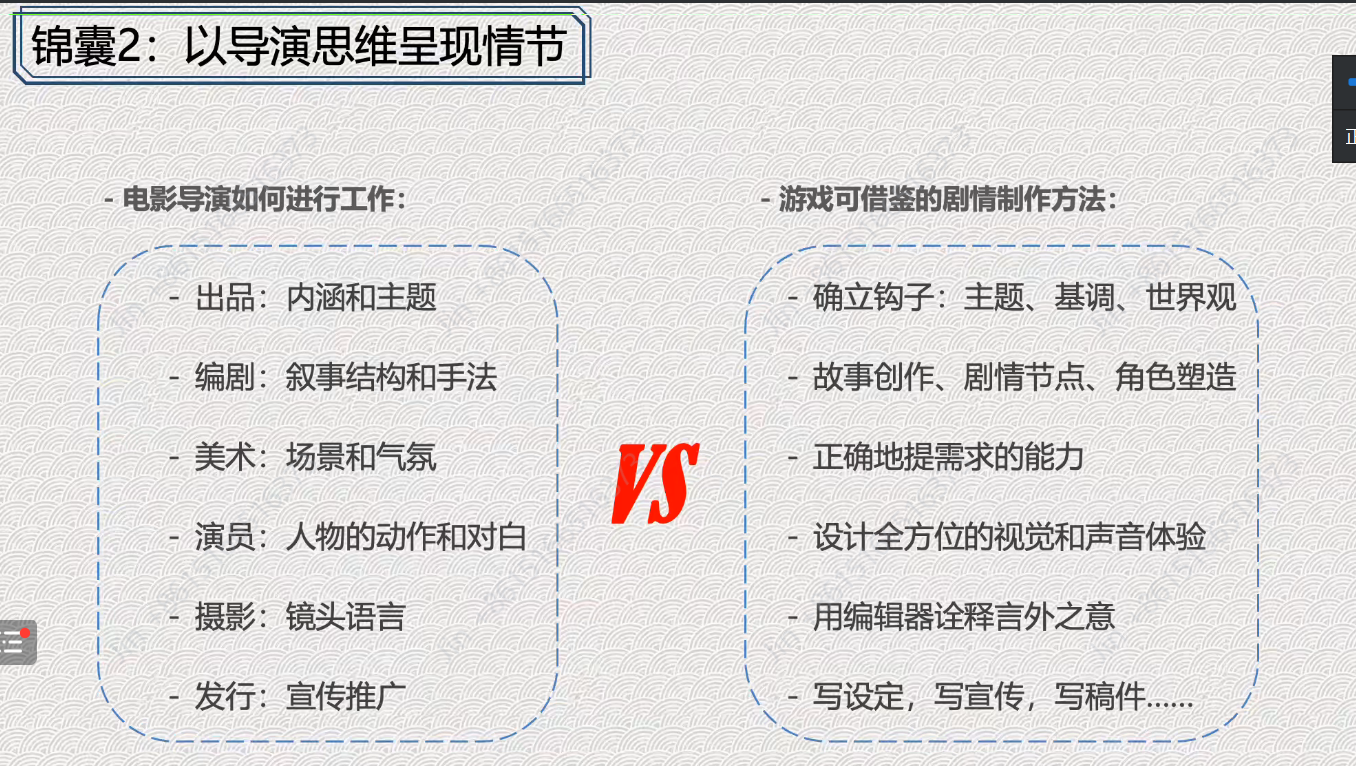 锦囊2：以导演思维呈现情节
- 电影导演如何进行工作：
- 出品：内涵和主题
- 编剧：叙事结构和手法
- 美术：场景和气氛
- 演员：人物的动作和对白
- 摄影：镜头语言
- 发行：宣传推广
VS
- 游戏可借鉴的剧情制作方法：
- 确立钩子：主题、基调、世界观
- 故事创作、剧情节点、角色塑造
- 正确地提需求的能力
- 设计全方位的视觉和声音体验
- 用编辑器诠释言外之意
- 写设定，写宣传，写稿件......